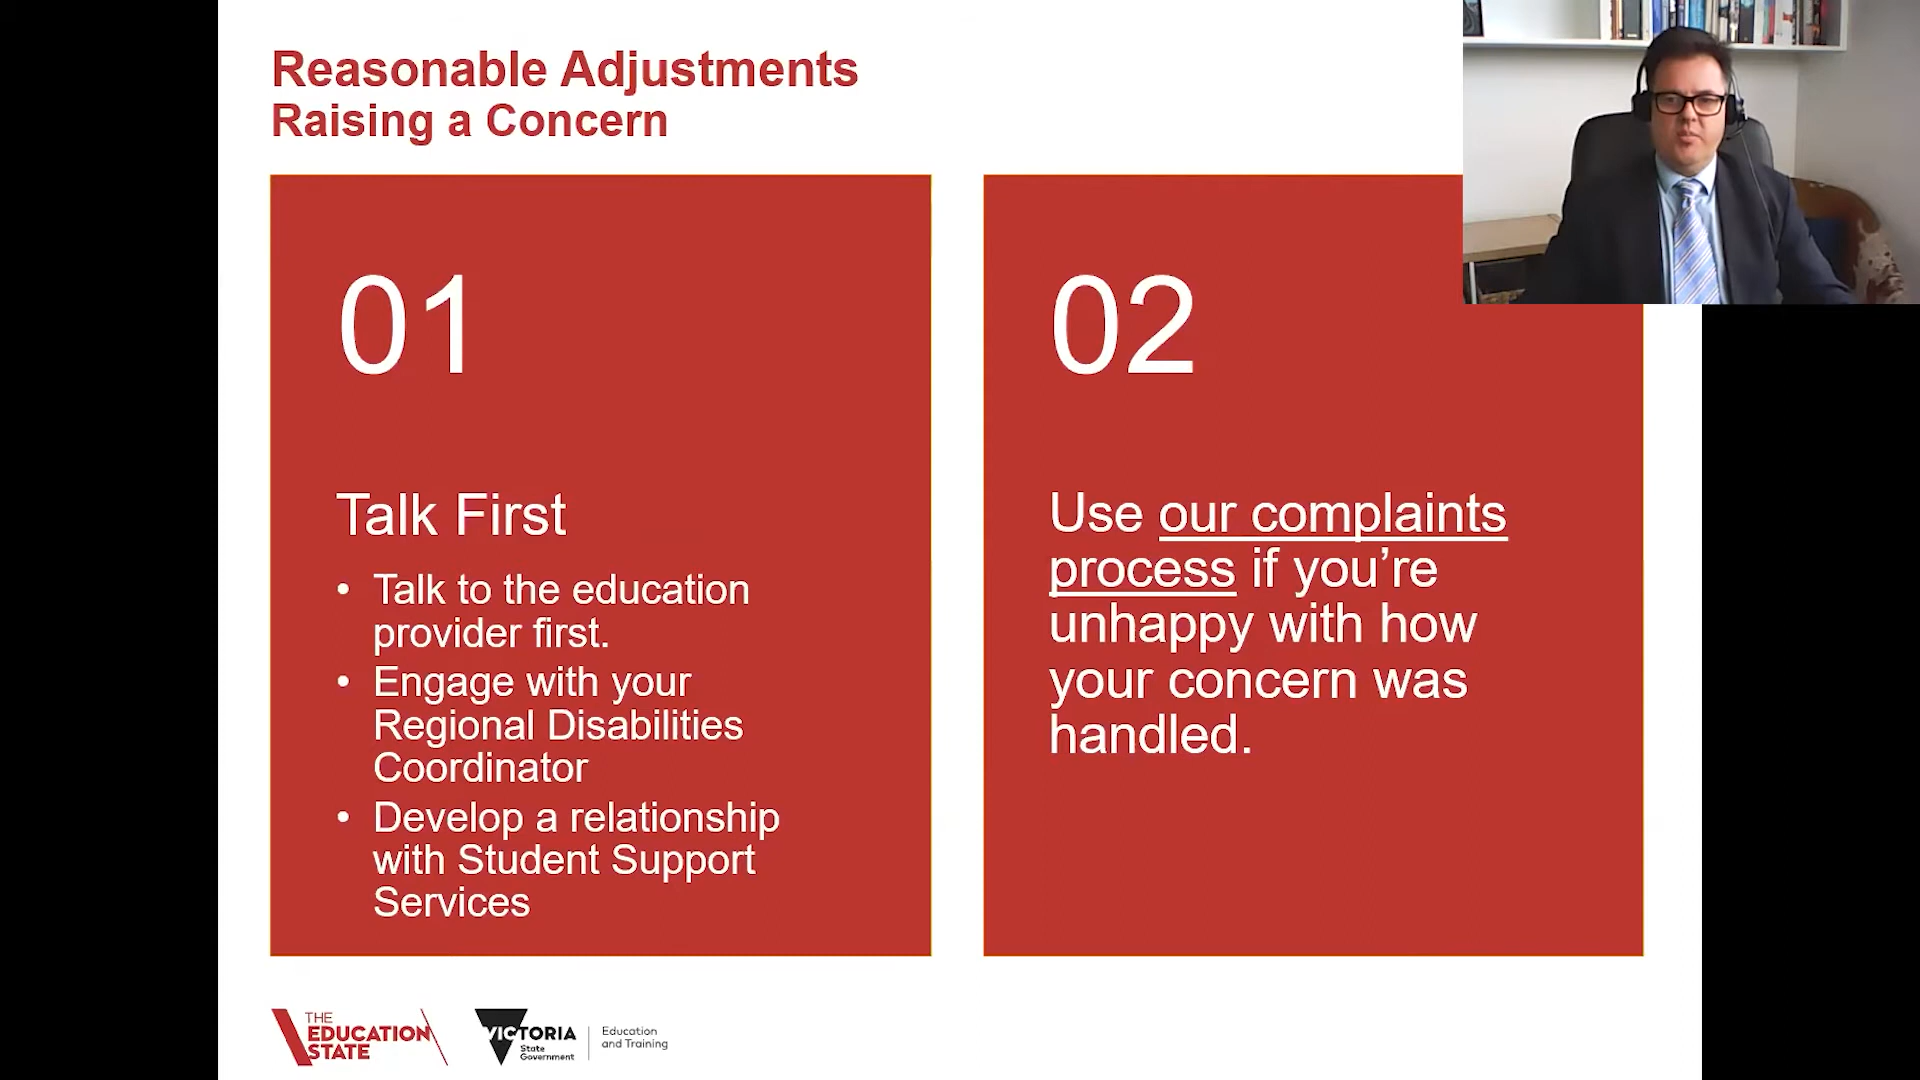 Reasonable Adjustments
Raising a Concern
01
Talk First
• Talk to the education
provider first.
• Engage with your
Regional Disabilities
Coordinator
• Develop a relationship
with Student Support
Services
02
Use our complaints
process if you’re
unhappy with how
your concern was
handled.
THE
EDUCATION
STATE
VICTORIA
State
Government
Education
and Training